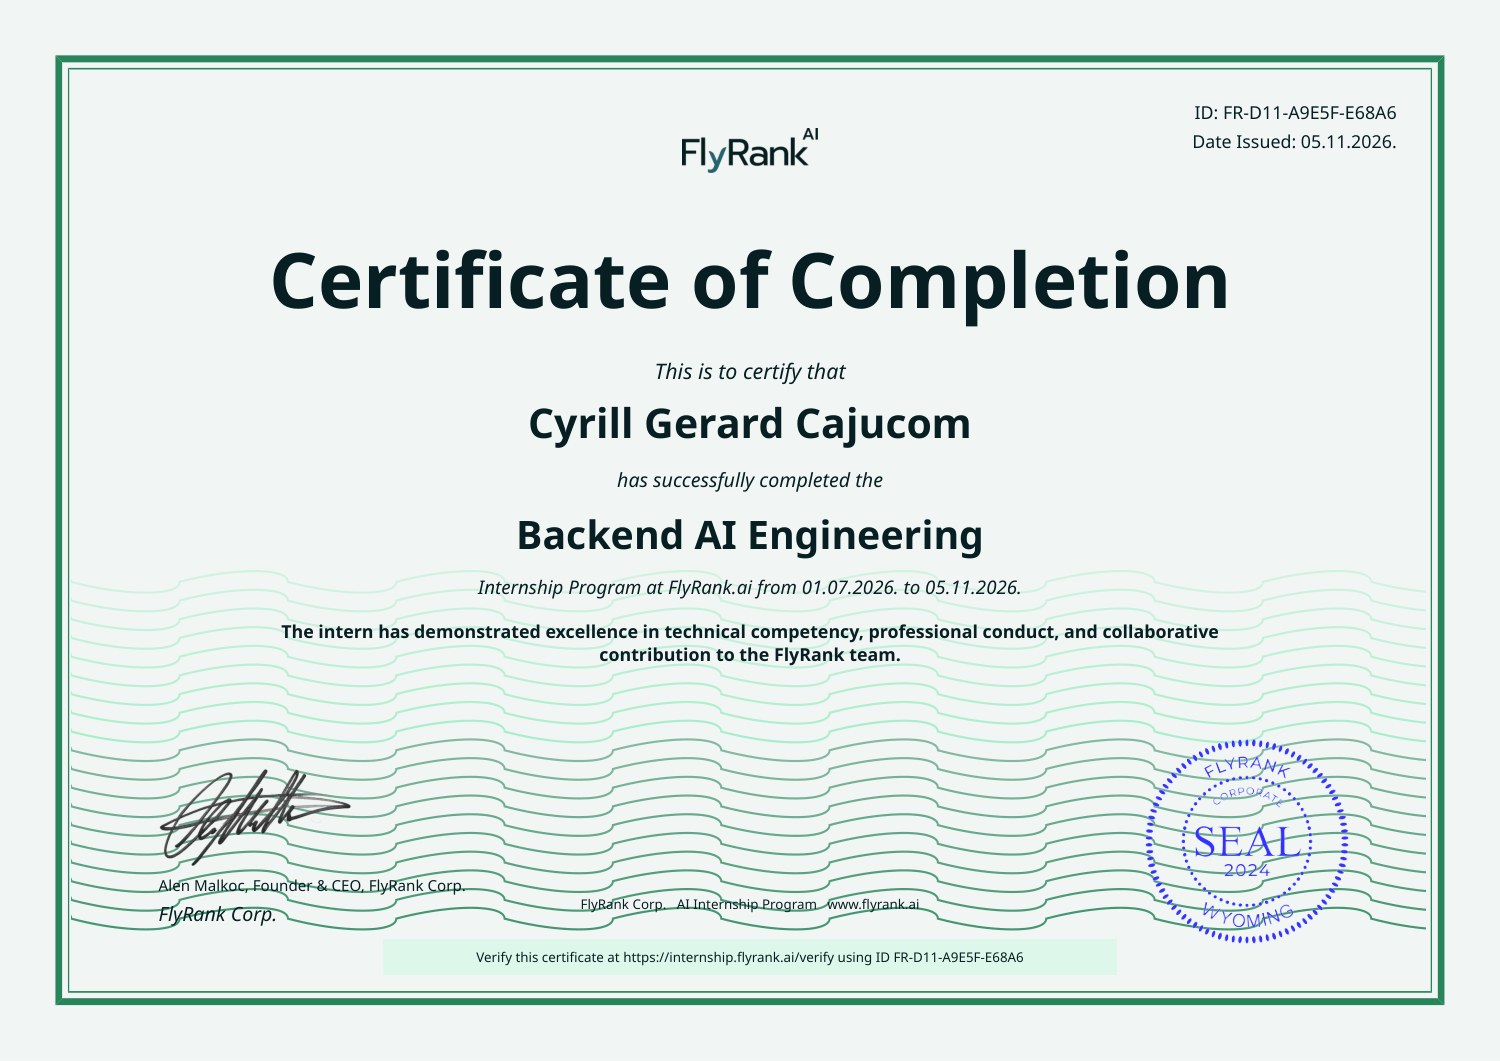 ID: FR-D11-A9E5F-E68A6
Date Issued: 05.11.2026.
FlyRank AI
Certificate of Completion
This is to certify that
Cyrill Gerard Cajucom
has successfully completed the
Backend AI Engineering
Internship Program at FlyRank.ai from 01.07.2026. to 05.11.2026.
The intern has demonstrated excellence in technical competency, professional conduct, and collaborative
contribution to the FlyRank team.
FLYRANK
CORPORATE
SEAL
2024
WYOMING
Alen Malkoc, Founder & CEO, FlyRank Corp.
FlyRank Corp.
FlyRank Corp. AI Internship Program www.flyrank.ai
Verify this certificate at https://internship.flyrank.ai/verify using ID FR-D11-A9E5F-E68A6